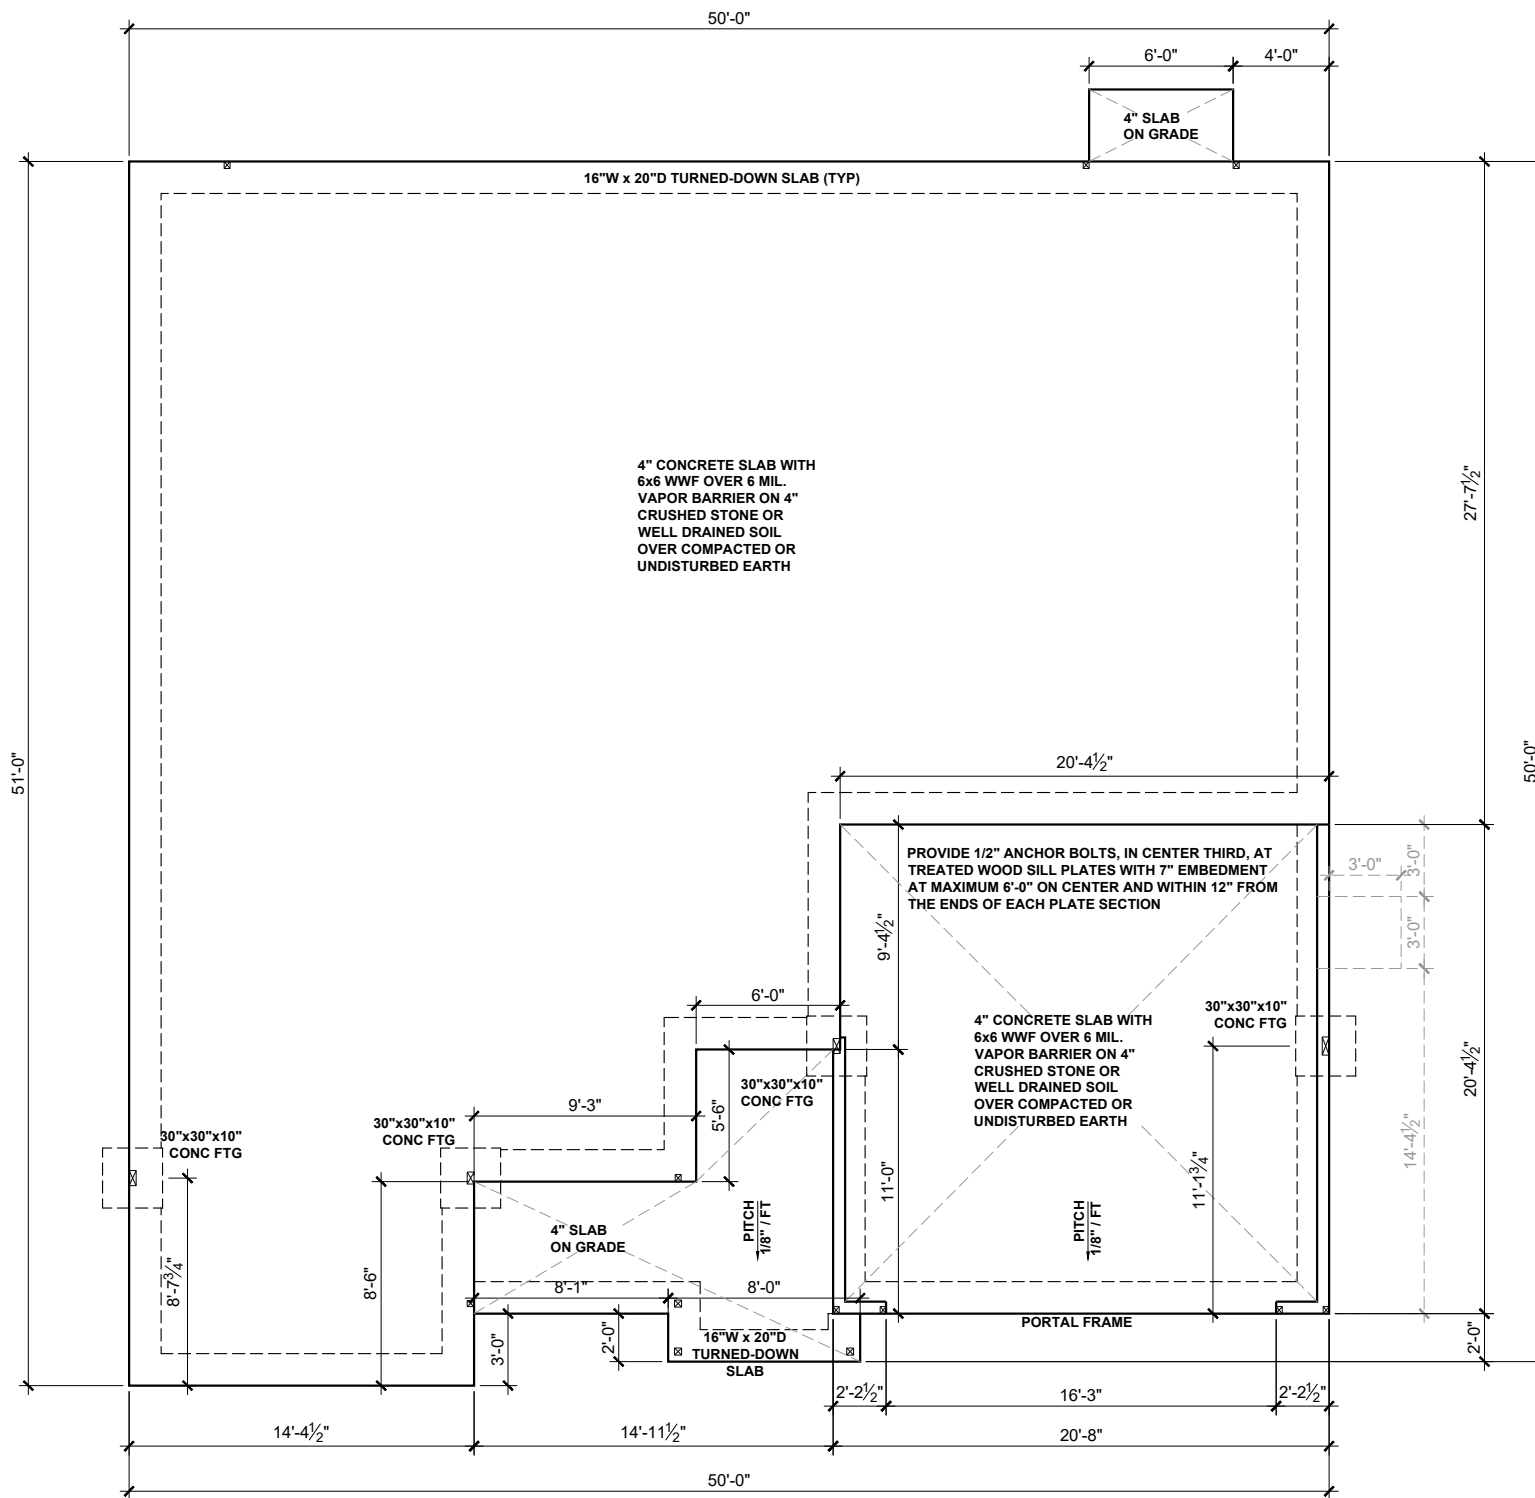 50'-0"
6'-0"
4'-0"
4" SLAB
ON GRADE
16"W x 20"D TURNED-DOWN SLAB (TYP)
4" CONCRETE SLAB WITH
6x6 WWF OVER 6 MIL.
VAPOR BARRIER ON 4"
CRUSHED STONE OR
WELL DRAINED SOIL
OVER COMPACTED OR
UNDISTURBED EARTH
27'-7½"
51'-0"
50'-0"
20'-4½"
PROVIDE 1/2" ANCHOR BOLTS, IN CENTER THIRD, AT
TREATED WOOD SILL PLATES WITH 7" EMBEDMENT
AT MAXIMUM 6'-0" ON CENTER AND WITHIN 12" FROM
THE ENDS OF EACH PLATE SECTION
3'-0"
3'-0"
3'-0"
9'-4½"
6'-0"
30"x30"x10"
CONC FTG
4" CONCRETE SLAB WITH
6x6 WWF OVER 6 MIL.
VAPOR BARRIER ON 4"
CRUSHED STONE OR
WELL DRAINED SOIL
OVER COMPACTED OR
UNDISTURBED EARTH
20'-4½"
14'-4½"
30"x30"x10"
CONC FTG
9'-3"
5'-6"
30"x30"x10"
CONC FTG
30"x30"x10"
CONC FTG
11'-0"
11'-1¾"
PITCH
1/8" / FT
PITCH
1/8" / FT
4" SLAB
ON GRADE
8'-7¾"
8'-6"
8'-1"
8'-0"
3'-0"
2'-0"
16"W x 20"D
TURNED-DOWN
SLAB
PORTAL FRAME
2'-0"
2'-2½"
16'-3"
2'-2½"
14'-4½"
14'-11½"
20'-8"
50'-0"